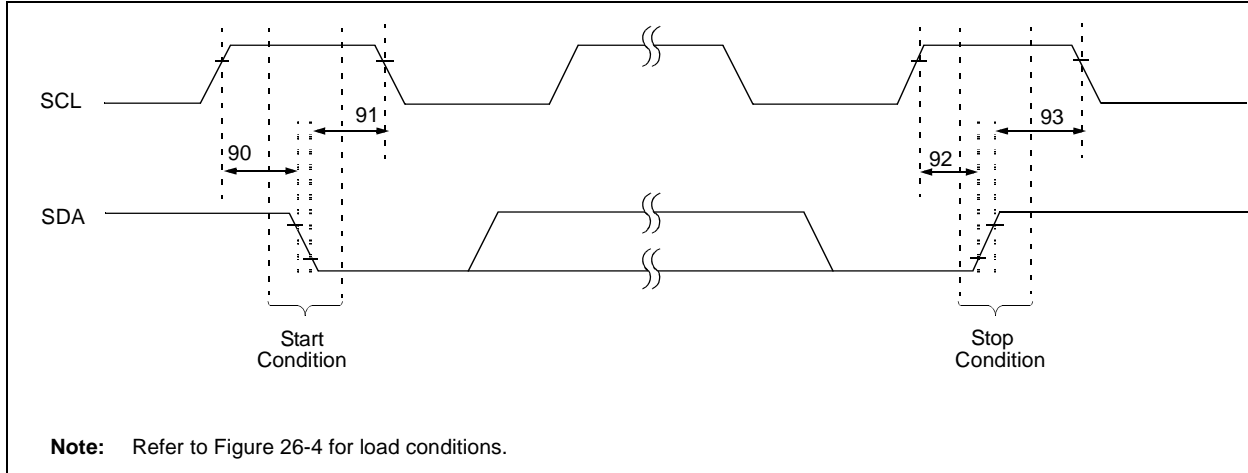 SCL
91
93
90
92
SDA
Start
Condition
Stop
Condition
Note: Refer to Figure 26-4 for load conditions.